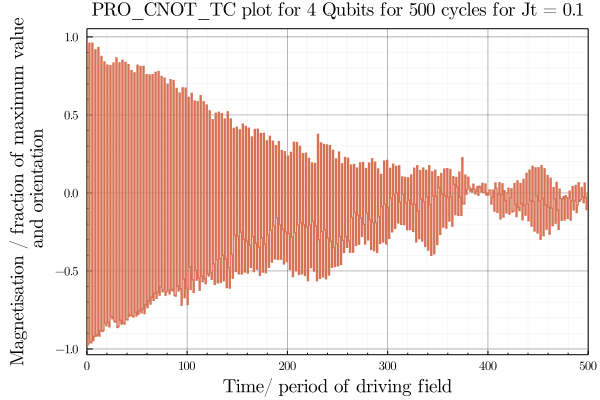 PRO_CNOT_TC plot for 4 Qubits for 500 cycles for Jt = 0.1
Magnetisation / fraction of maximum value
and orientation
1.0
0.5
0.0
−0.5
−1.0
0 100 200 300 400 500
Time/ period of driving field